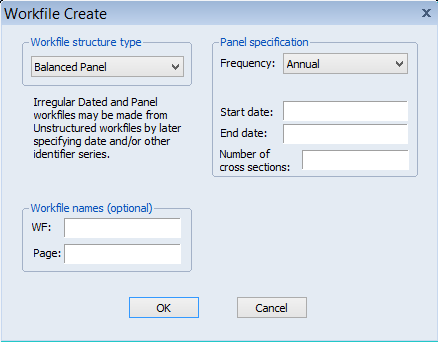 Workfile Create
x
Workfile structure type
Balanced Panel
Irregular Dated and Panel
workfiles may be made from
Unstructured workfiles by later
specifying date and/or other
identifier series.
Panel specification
Frequency: Annual
Start date:
End date:
Number of
cross sections:
Workfile names (optional)
WF:
Page:
OK Cancel